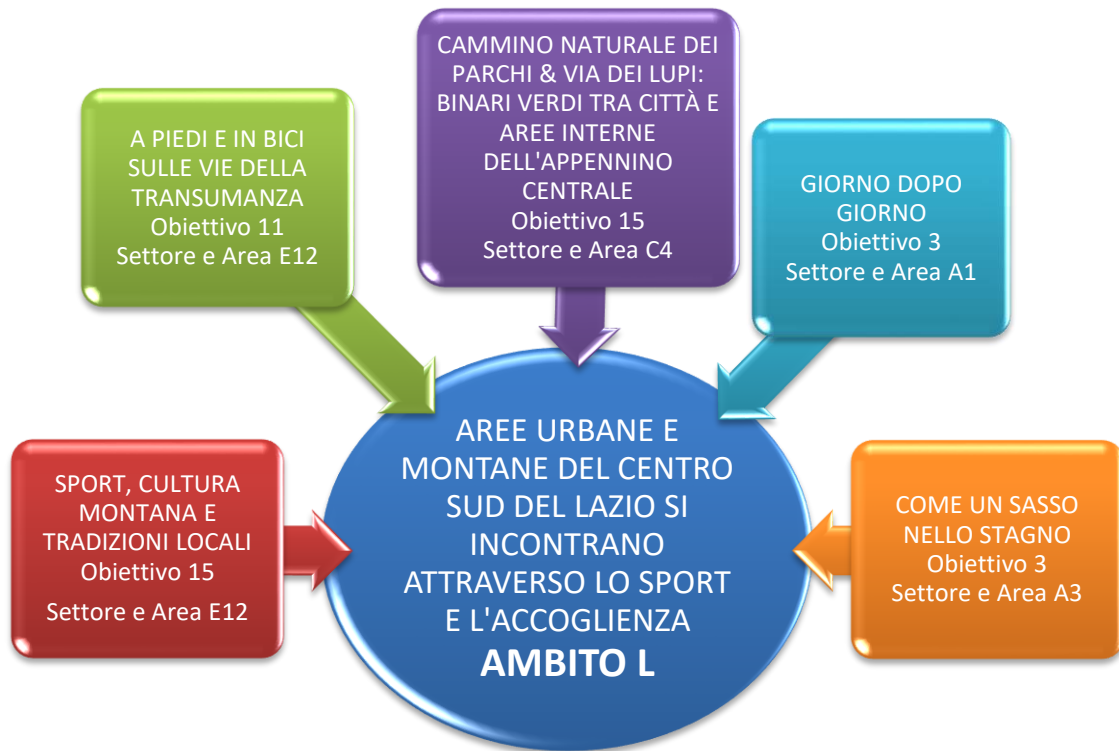 SPORT, CULTURA
MONTANA E
TRADIZIONI LOCALI
Obiettivo 15
Settore e Area E12
A PIEDI E IN BICI
SULLE VIE DELLA
TRANSUMANZA
Obiettivo 11
Settore e Area E12
CAMMINO NATURALE DEI
PARCHI & VIA DEI LUPI:
BINARI VERDI TRA CITTÀ E
AREE INTERNE
DELL'APPENNINO
CENTRALE
Obiettivo 15
Settore e Area C4
GIORNO DOPO
GIORNO
Obiettivo 3
Settore e Area A1
COME UN SASSO
NELLO STAGNO
Obiettivo 3
Settore e Area A3
AREE URBANE E
MONTANE DEL CENTRO
SUD DEL LAZIO SI
INCONTRANO
ATTRAVERSO LO SPORT
E L'ACCOGLIENZA
AMBITO L